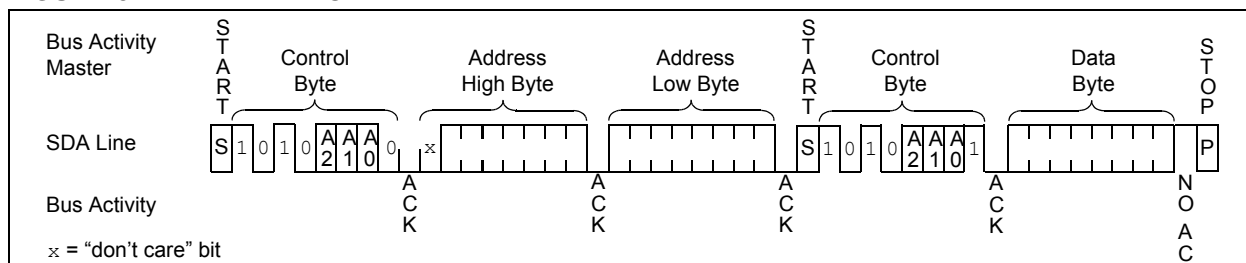 Bus Activity
Master
START
Control
Byte
Address
High Byte
Address
Low Byte
START
Control
Byte
Data
Byte
STOP
SDA Line
S 1 0 1 0 A2 A1 A0 0 x S 1 0 1 0 A2 A1 A0 1 P
Bus Activity
ACK
ACK
ACK
ACK
NO AC
x = “don’t care” bit